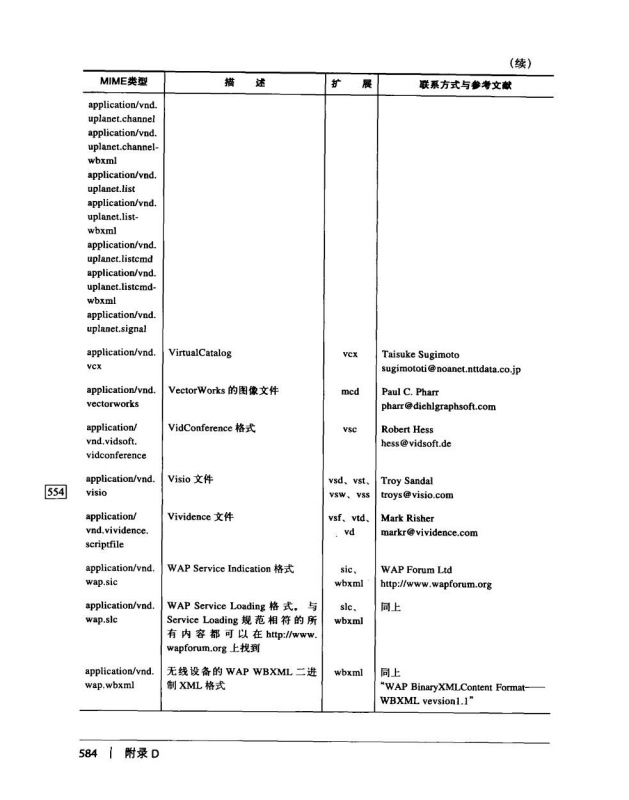 (续)
MIME类型 描 述 扩 展 联系方式与参考文献
application/vnd.
uplanet.channel
application/vnd.
uplanet.channel-
wbxml
application/vnd.
uplanet.list
application/vnd.
uplanet.list-
wbxml
application/vnd.
uplanet.listcmd
application/vnd.
uplanet.listcmd-
wbxml
application/vnd.
uplanet.signal
application/vnd. VirtualCatalog vcx Taisuke Sugimoto
vcx sugimototi@noanet.nttdata.co.jp
application/vnd. VectorWorks 的图像文件 mcd Paul C. Pharr
vectorworks pharr@diehlgraphsoft.com
application/ VidConference 格式 vsc Robert Hess
vnd.vidsoft. hess@vidsoft.de
vidconference
application/vnd. Visio 文件 vsd、vst、 Troy Sandal
554 visio vsw、vss troys@visio.com
application/ Vividence 文件 vsf、vtd、 Mark Risher
vnd.vividence. vd markr@vividence.com
scriptfile
application/vnd. WAP Service Indication 格式 sic、 WAP Forum Ltd
wap.sic wbxml http://www.wapforum.org
application/vnd. WAP Service Loading 格式。与 slc、 同上
wap.slc Service Loading 规范相符的所 wbxml
有内容都可以在 http://www.
wapforum.org 上找到
application/vnd. 无线设备的 WAP WBXML 二进 wbxml 同上
wap.wbxml 制 XML 格式 “WAP BinaryXMLContent Format——
WBXML vevsion1.1”
584 | 附录 D